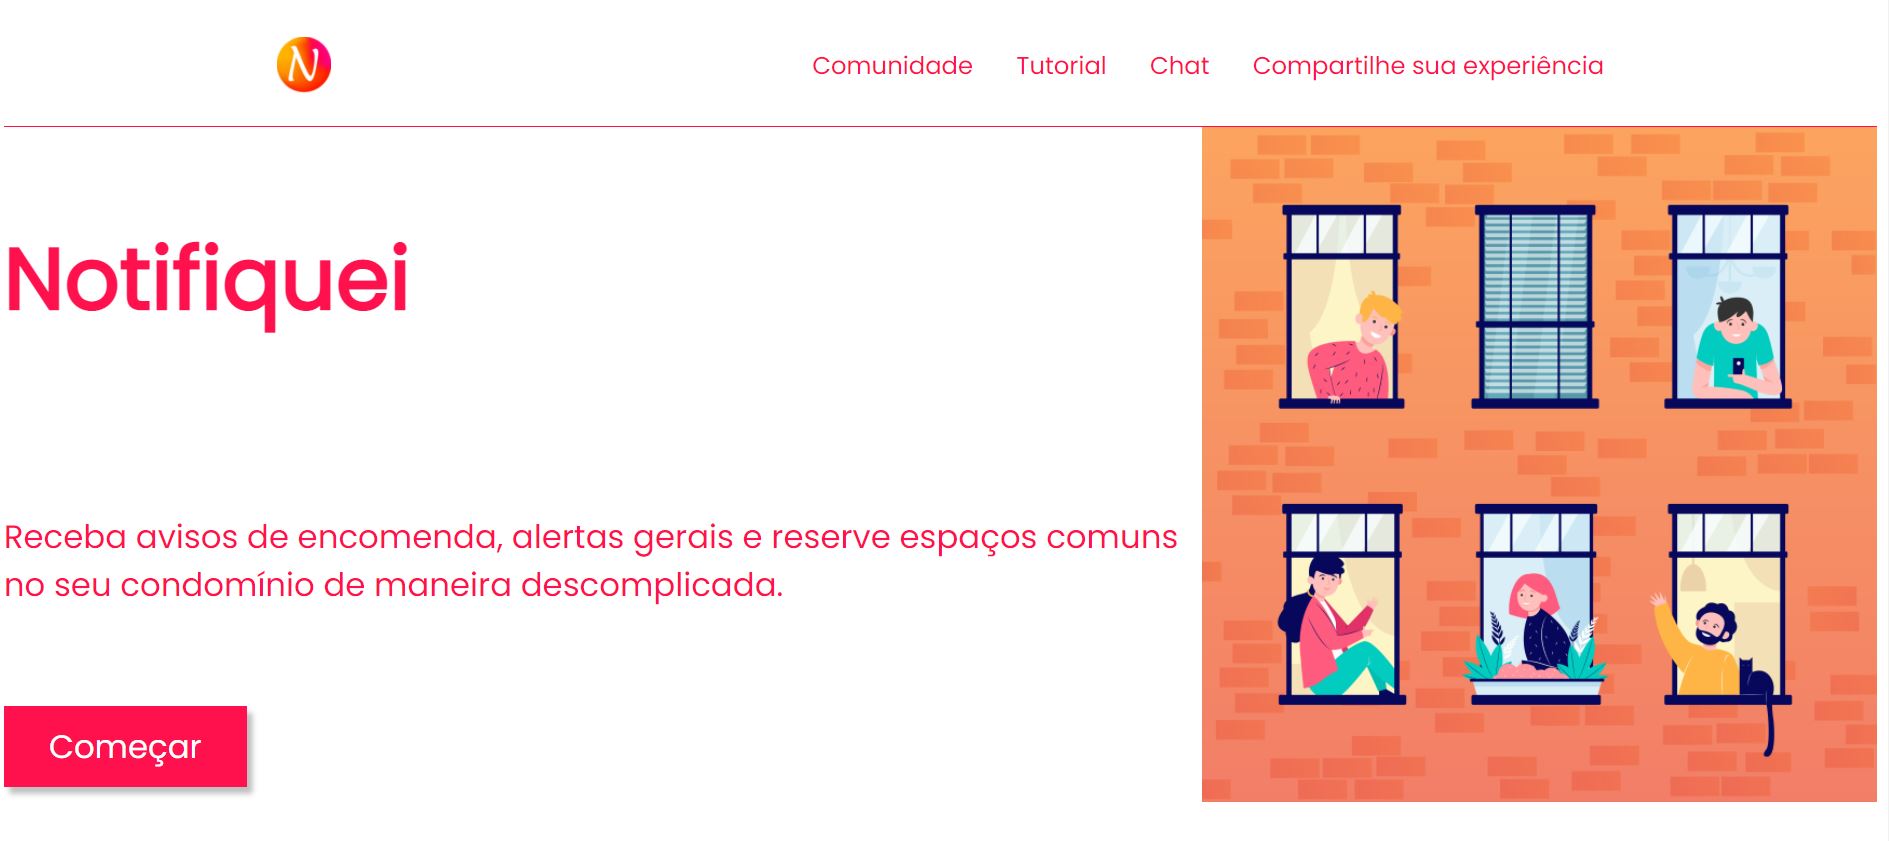 N
Comunidade Tutorial Chat Compartilhe sua experiência
Notifiquei
Receba avisos de encomenda, alertas gerais e reserve espaços comuns
no seu condomínio de maneira descomplicada.
Começar